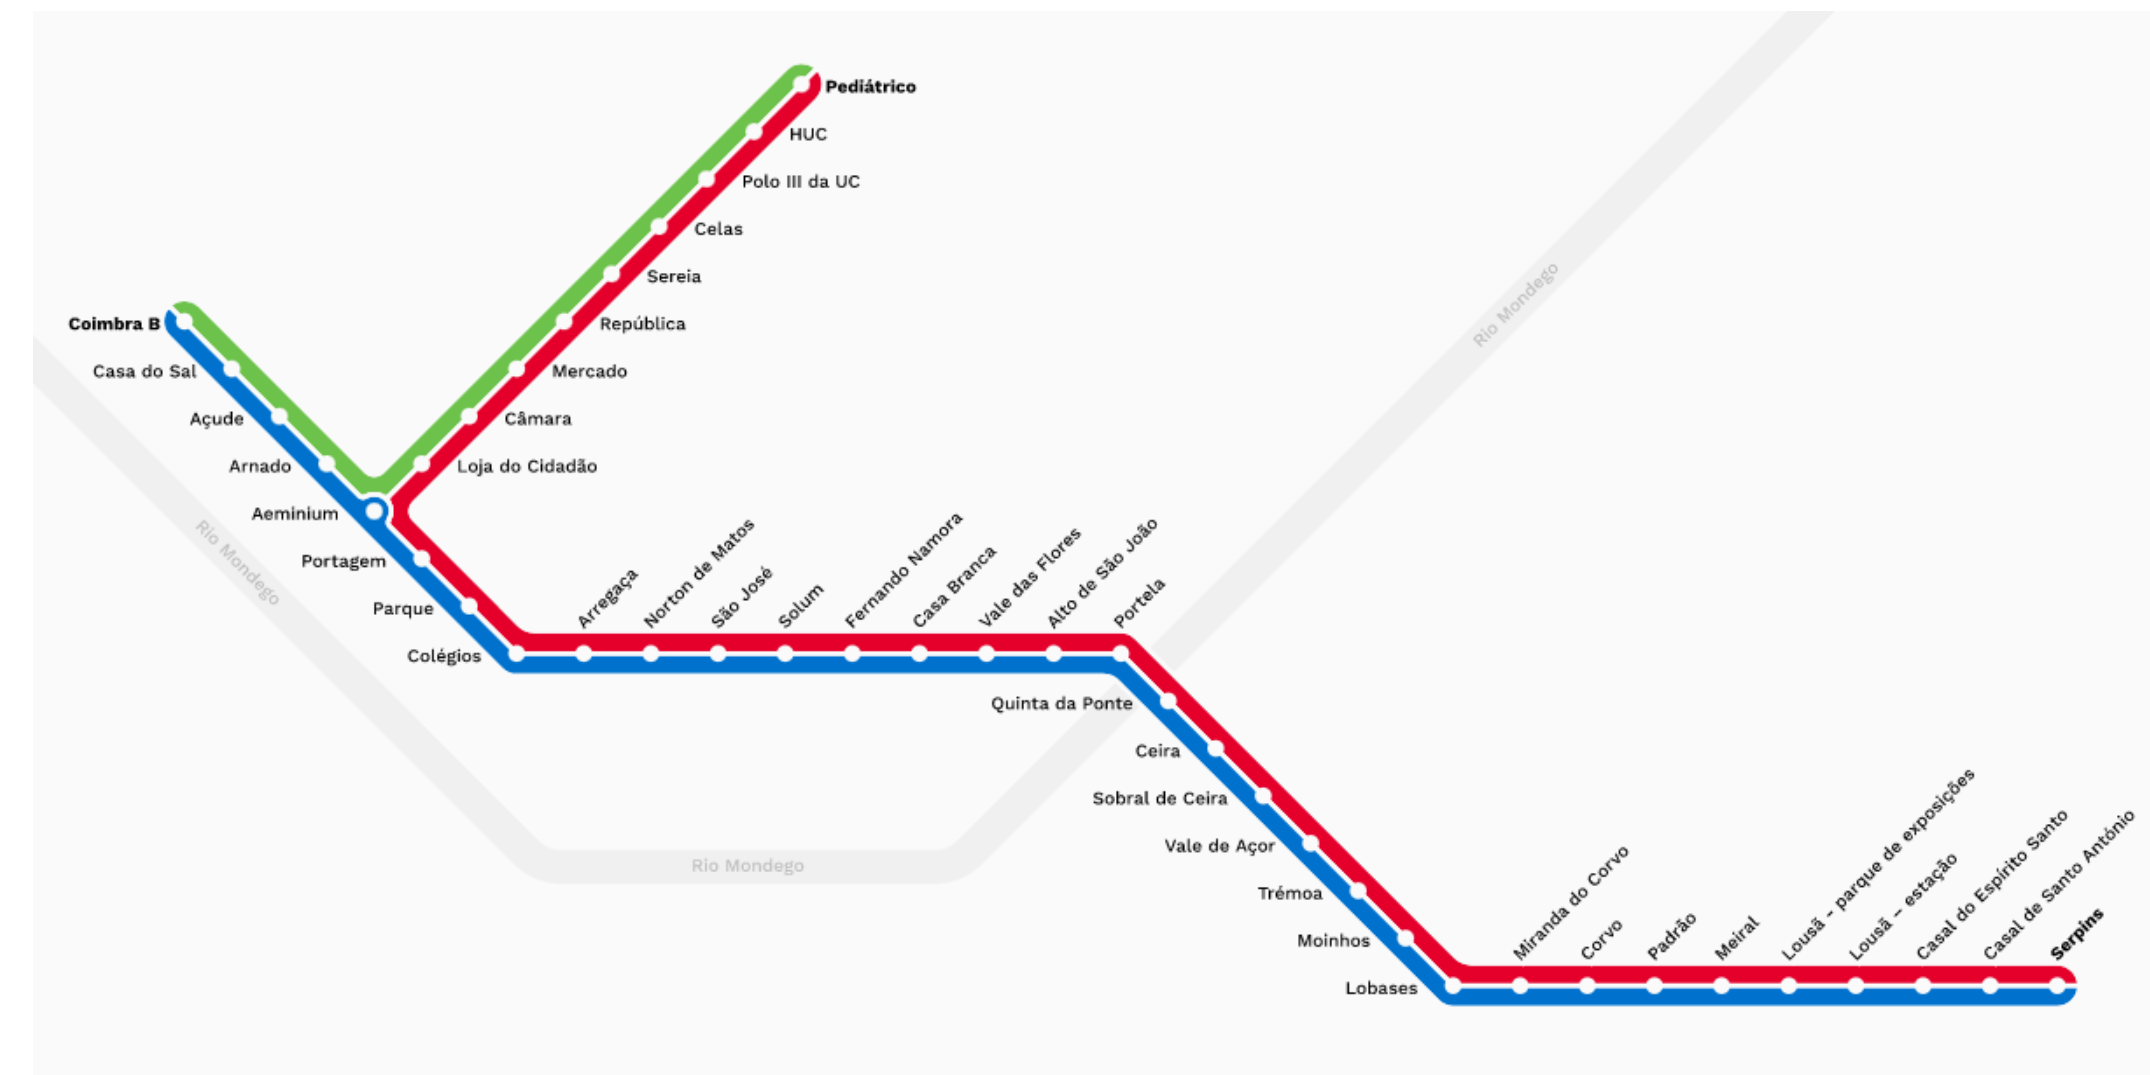 Pediátrico
HUC
Polo III da UC
Celas
Sereia
República
Mercado
Câmara
Loja do Cidadão
Coimbra B
Casa do Sal
Açude
Arnado
Aeminium
Portagem
Parque
Colégios
Arregaça
Norton de Matos
São José
Solum
Fernando Namora
Casa Branca
Vale das Flores
Alto de São João
Portela
Quinta da Ponte
Ceira
Sobral de Ceira
Vale de Açor
Trémoa
Moinhos
Lobases
Miranda do Corvo
Corvo
Padrão
Meiral
Lousã - parque de exposições
Lousã – estação
Casal do Espírito Santo
Casal de Santo António
Serpins
Rio Mondego
Rio Mondego
Rio Mondego